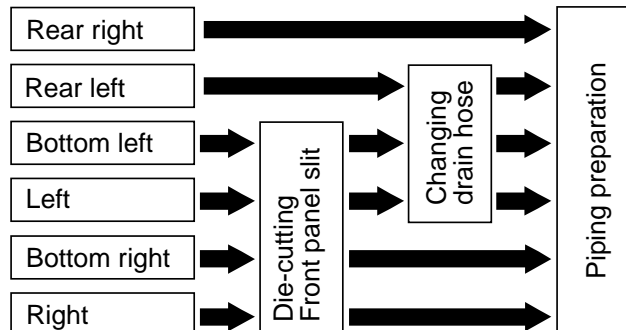 Rear right
Rear left
Bottom left
Left
Bottom right
Right
Die-cutting
Front panel slit
Changing
drain hose
Piping preparation